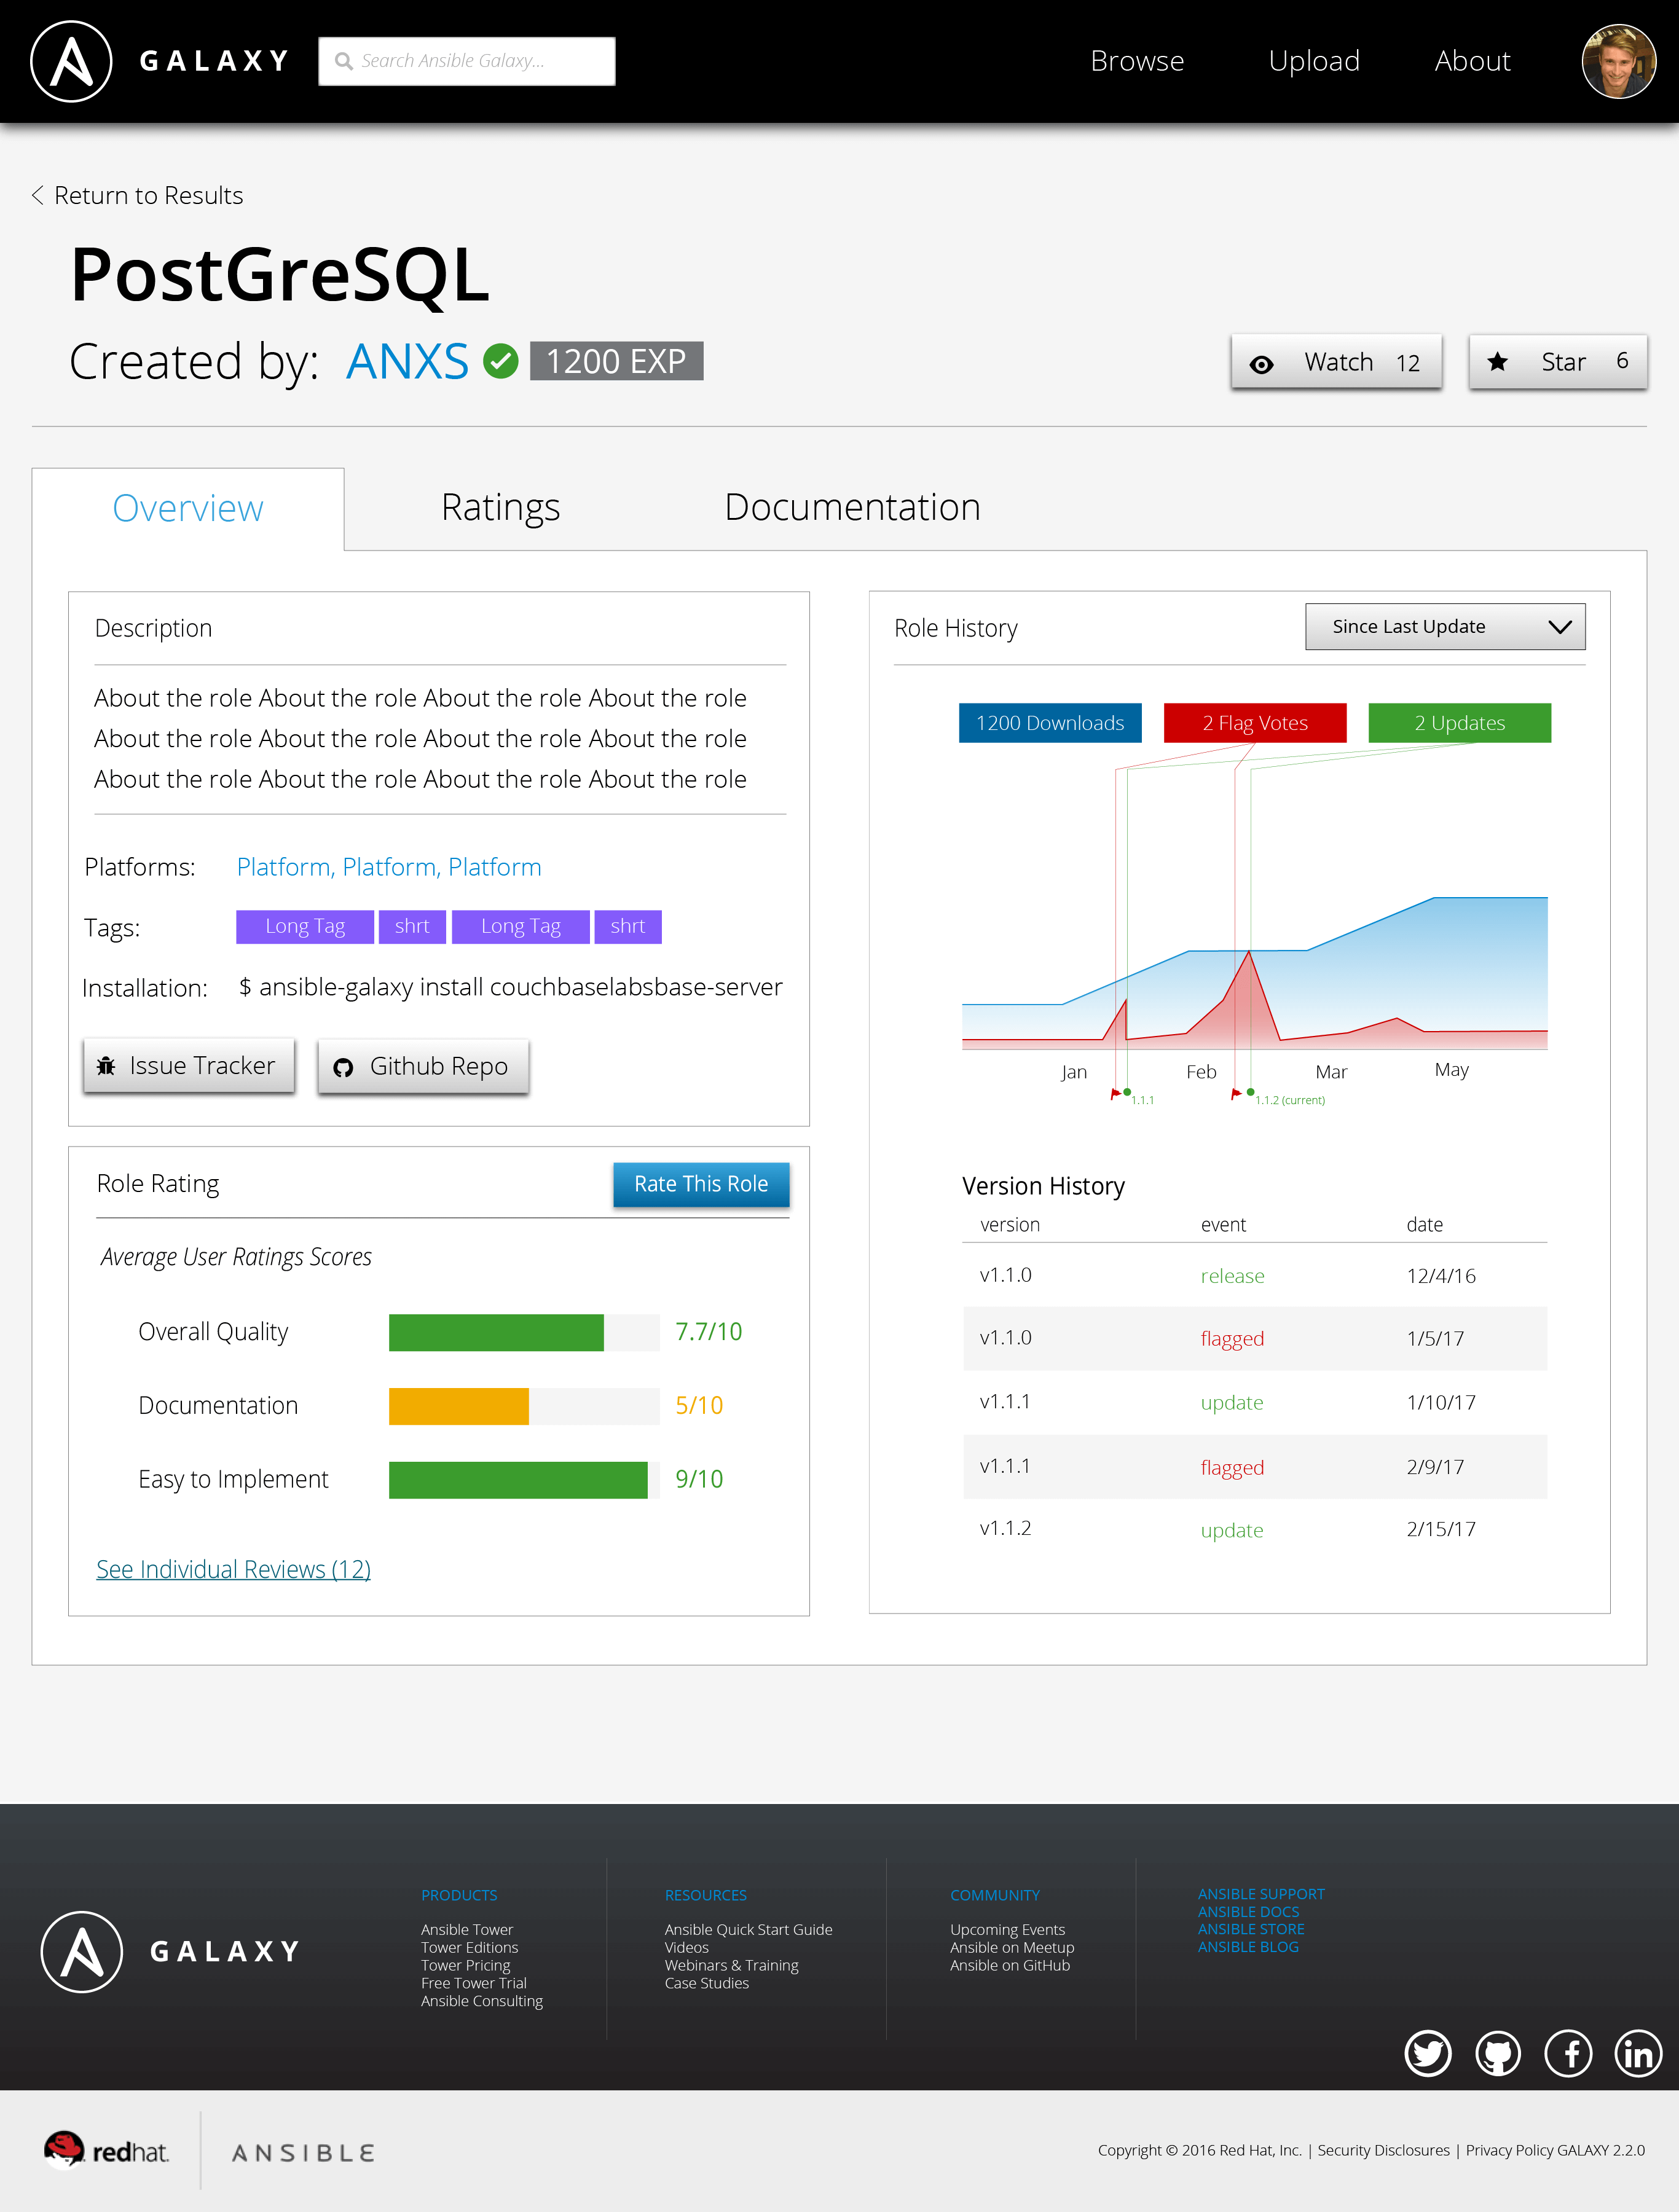 GALAXY
Search Ansible Galaxy...
Browse
Upload
About
Return to Results
PostGreSQL
Created by: ANXS 1200 EXP
Watch 12
Star 6
Overview
Ratings
Documentation
Description
About the role About the role About the role About the role
About the role About the role About the role About the role
About the role About the role About the role About the role
Platforms: Platform, Platform, Platform
Tags: Long Tag shrt Long Tag shrt
Installation: $ ansible-galaxy install couchbaselabsbase-server
Issue Tracker
Github Repo
Role Rating
Rate This Role
Average User Ratings Scores
Overall Quality 7.7/10
Documentation 5/10
Easy to Implement 9/10
See Individual Reviews (12)
Role History
Since Last Update
1200 Downloads
2 Flag Votes
2 Updates
Jan Feb Mar May
1.1.1
1.1.2 (current)
Version History
version event date
v1.1.0 release 12/4/16
v1.1.0 flagged 1/5/17
v1.1.1 update 1/10/17
v1.1.1 flagged 2/9/17
v1.1.2 update 2/15/17
GALAXY
PRODUCTS
Ansible Tower
Tower Editions
Tower Pricing
Free Tower Trial
Ansible Consulting
RESOURCES
Ansible Quick Start Guide
Videos
Webinars & Training
Case Studies
COMMUNITY
Upcoming Events
Ansible on Meetup
Ansible on GitHub
ANSIBLE SUPPORT
ANSIBLE DOCS
ANSIBLE STORE
ANSIBLE BLOG
in
redhat.
ANSIBLE
Copyright © 2016 Red Hat, Inc. | Security Disclosures | Privacy Policy GALAXY 2.2.0